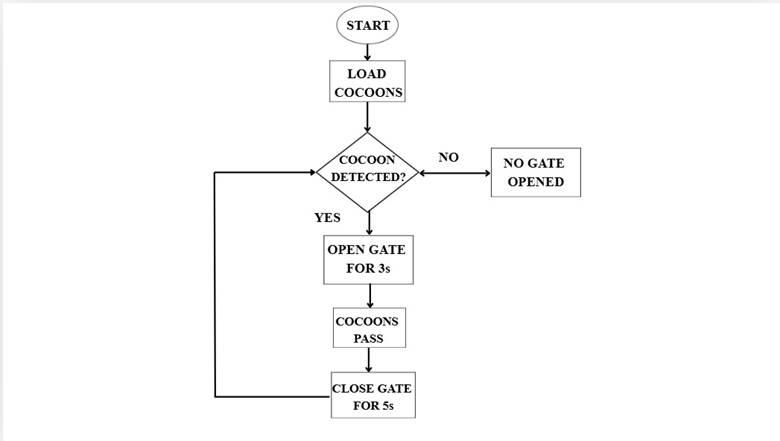 START
LOAD
COCOONS
COCOON
DETECTED?
NO
NO GATE
OPENED
YES
OPEN GATE
FOR 3s
COCOONS
PASS
CLOSE GATE
FOR 5s